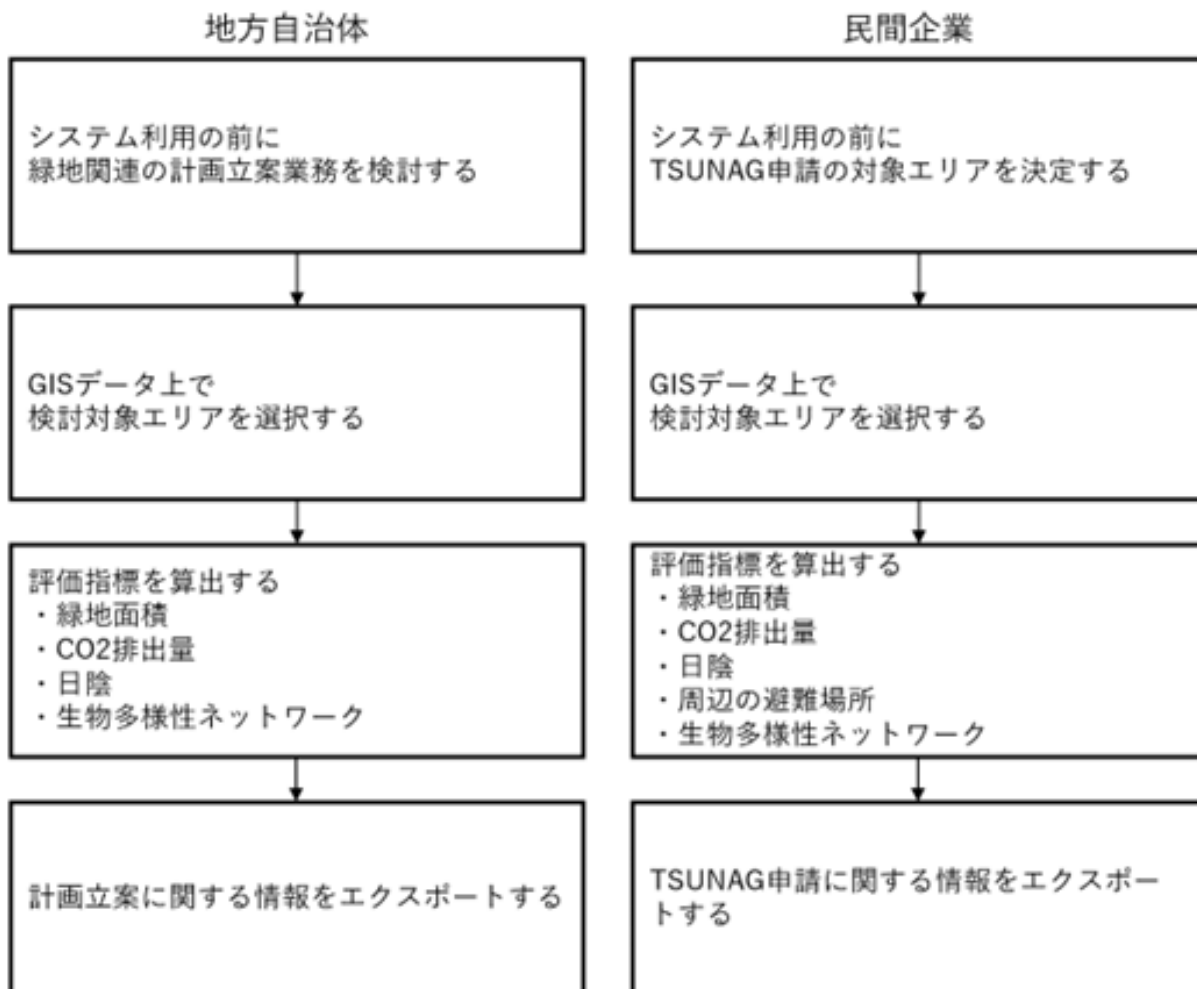 地方自治体
システム利用の前に
緑地関連の計画立案業務を検討する
GISデータ上で
検討対象エリアを選択する
評価指標を算出する
・緑地面積
・CO2排出量
・日陰
・生物多様性ネットワーク
計画立案に関する情報をエクスポートする
民間企業
システム利用の前に
TSUNAG申請の対象エリアを決定する
GISデータ上で
検討対象エリアを選択する
評価指標を算出する
・緑地面積
・CO2排出量
・日陰
・周辺の避難場所
・生物多様性ネットワーク
TSUNAG申請に関する情報をエクスポー
トする